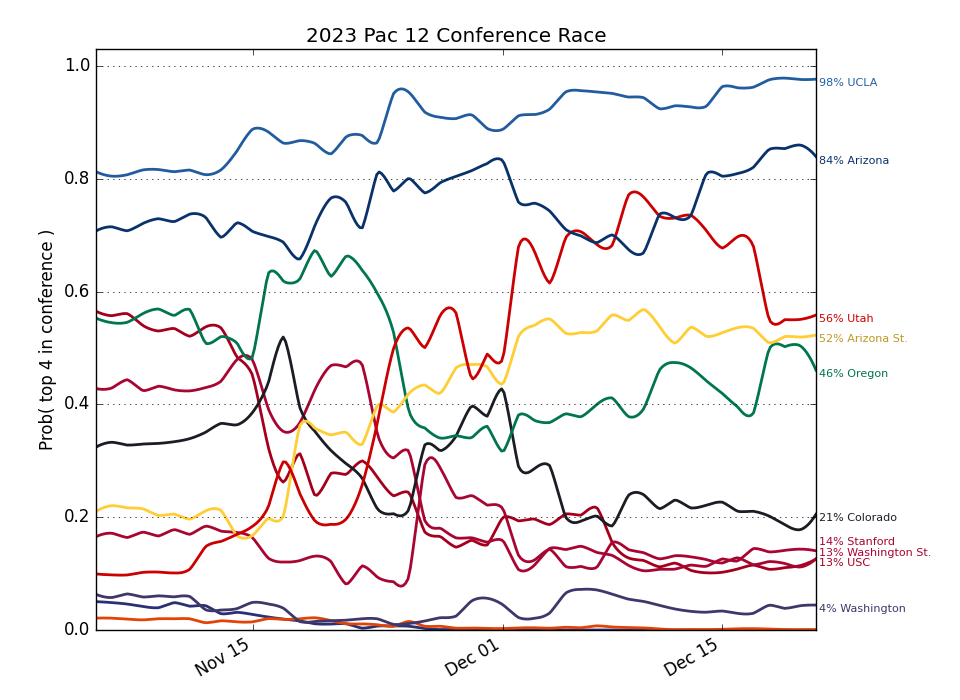 2023 Pac 12 Conference Race
Prob( top 4 in conference )
1.0
0.8
0.6
0.4
0.2
0.0
Nov 15
Dec 01
Dec 15
98% UCLA
84% Arizona
56% Utah
52% Arizona St.
46% Oregon
21% Colorado
14% Stanford
13% Washington St.
13% USC
4% Washington